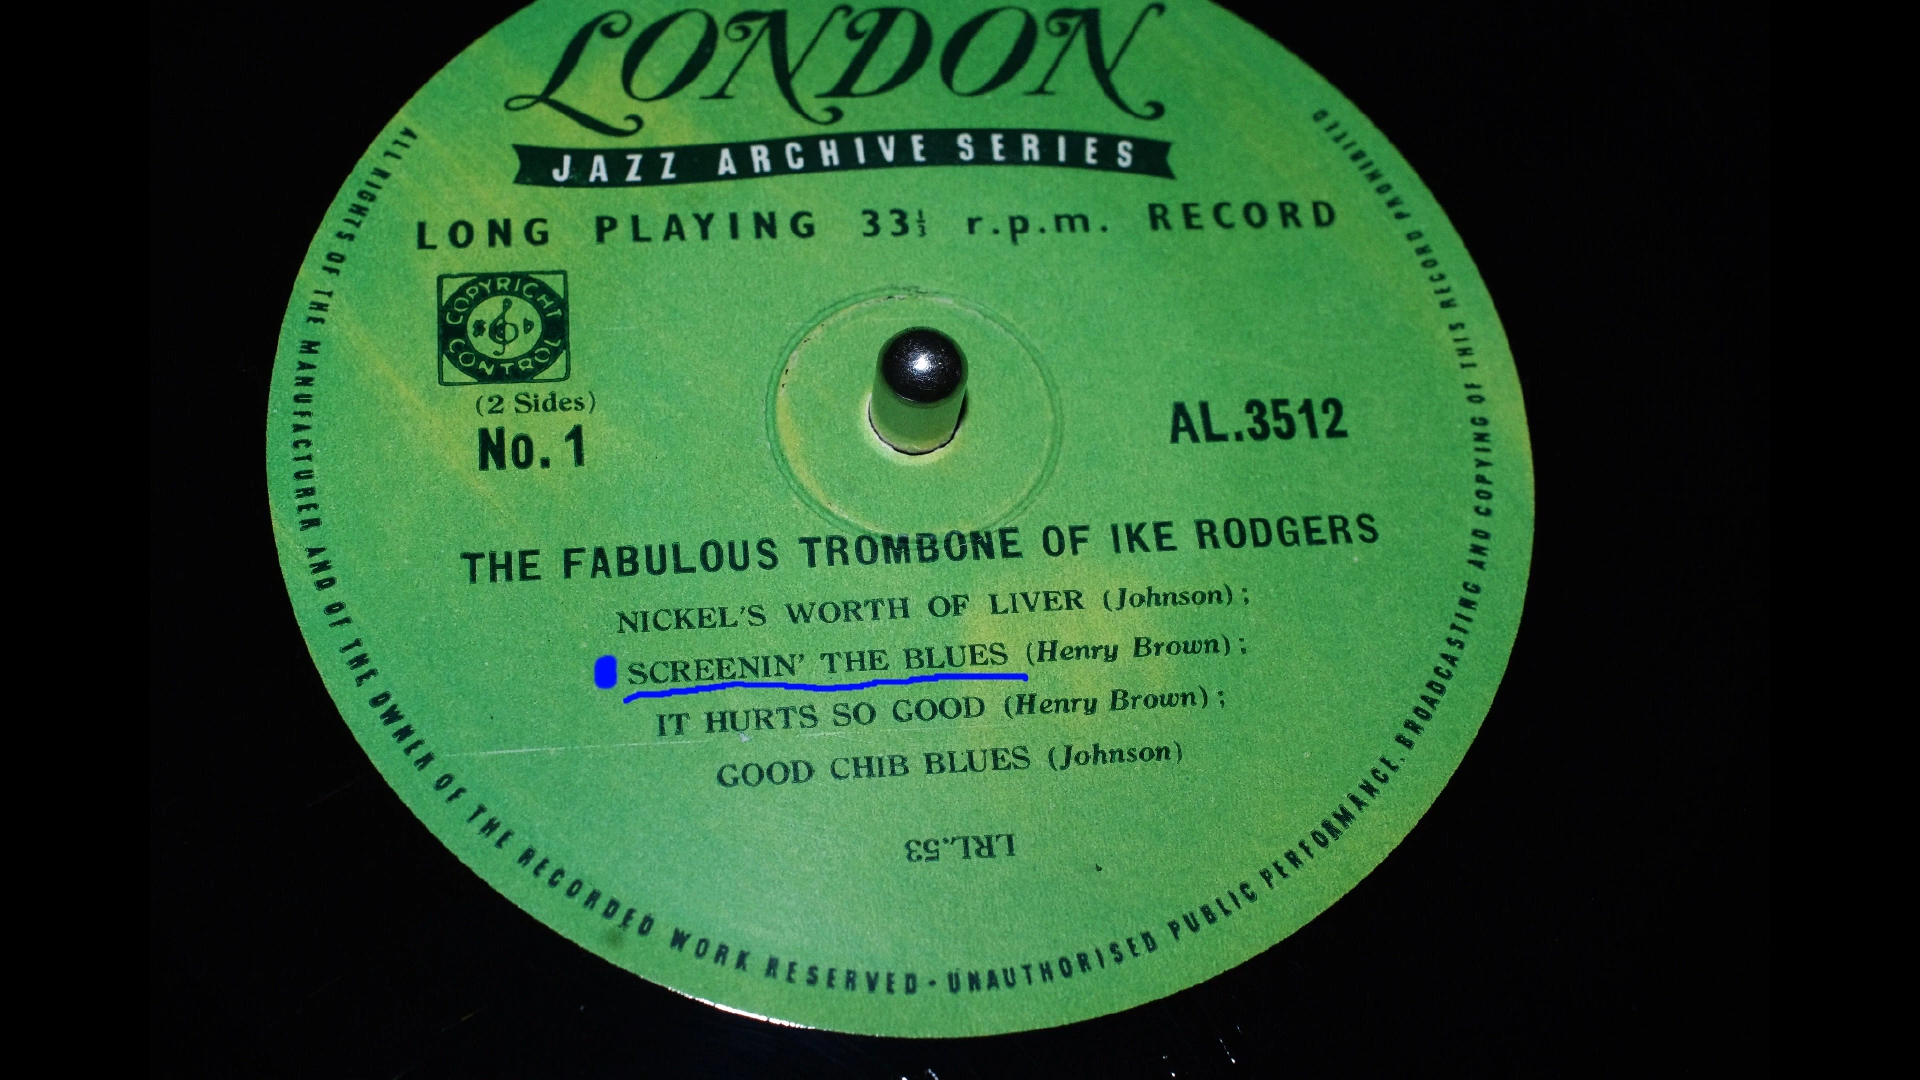 LONDON
JAZZ ARCHIVE SERIES
LONG PLAYING 33⅓ r.p.m. RECORD
COPYRIGHT
CONTROL
(2 Sides)
No. 1
AL.3512
THE FABULOUS TROMBONE OF IKE RODGERS
NICKEL'S WORTH OF LIVER (Johnson);
SCREENIN' THE BLUES (Henry Brown);
IT HURTS SO GOOD (Henry Brown);
GOOD CHIB BLUES (Johnson)
LRL.53
ALL RIGHTS OF THE MANUFACTURER AND OF THE OWNER OF THE RECORDED WORK RESERVED · UNAUTHORISED PUBLIC PERFORMANCE, BROADCASTING AND COPYING OF THIS RECORD PROHIBITED